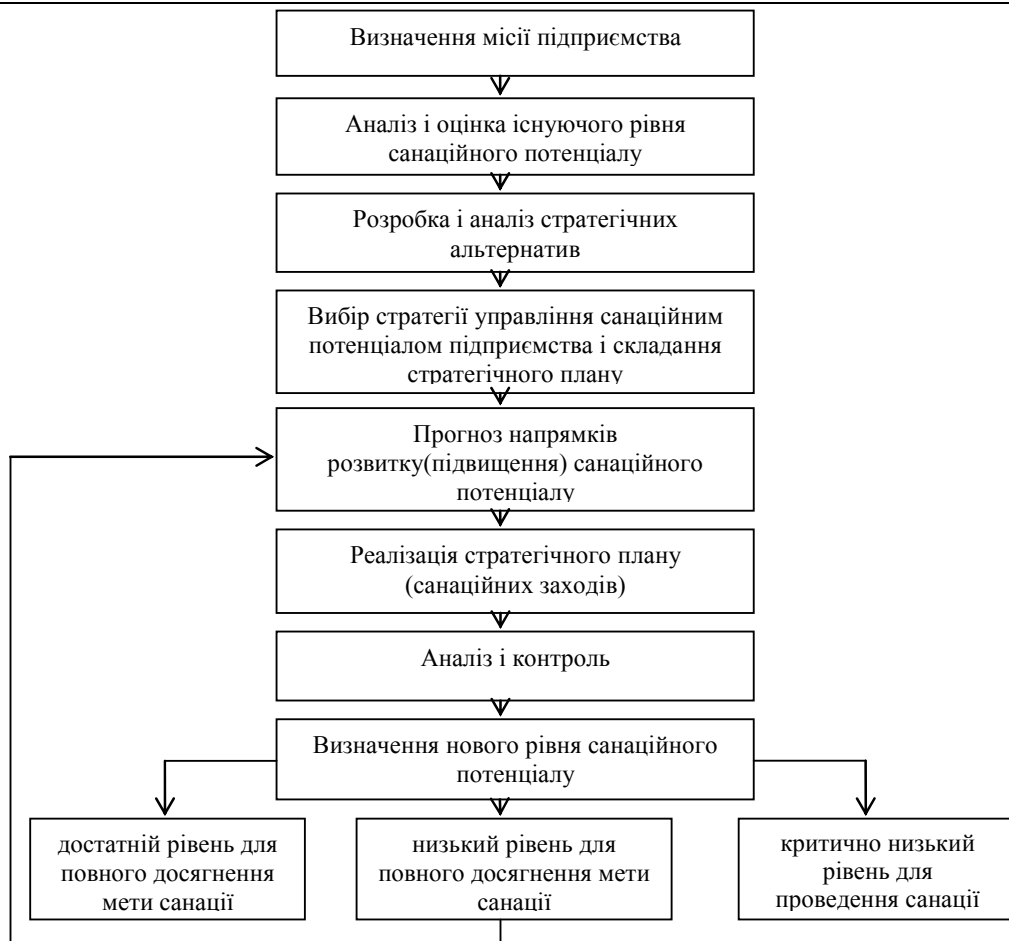 Визначення місії підприємства
Аналіз і оцінка існуючого рівня
санаційного потенціалу
Розробка і аналіз стратегічних
альтернатив
Вибір стратегії управління санаційним
потенціалом підприємства і складання
стратегічного плану
Прогноз напрямків
розвитку(підвищення) санаційного
потенціалу
Реалізація стратегічного плану
(санаційних заходів)
Аналіз і контроль
Визначення нового рівня санаційного
потенціалу
достатній рівень для
повного досягнення
мети санації
низький рівень для
повного досягнення мети
санації
критично низький
рівень для
проведення санації